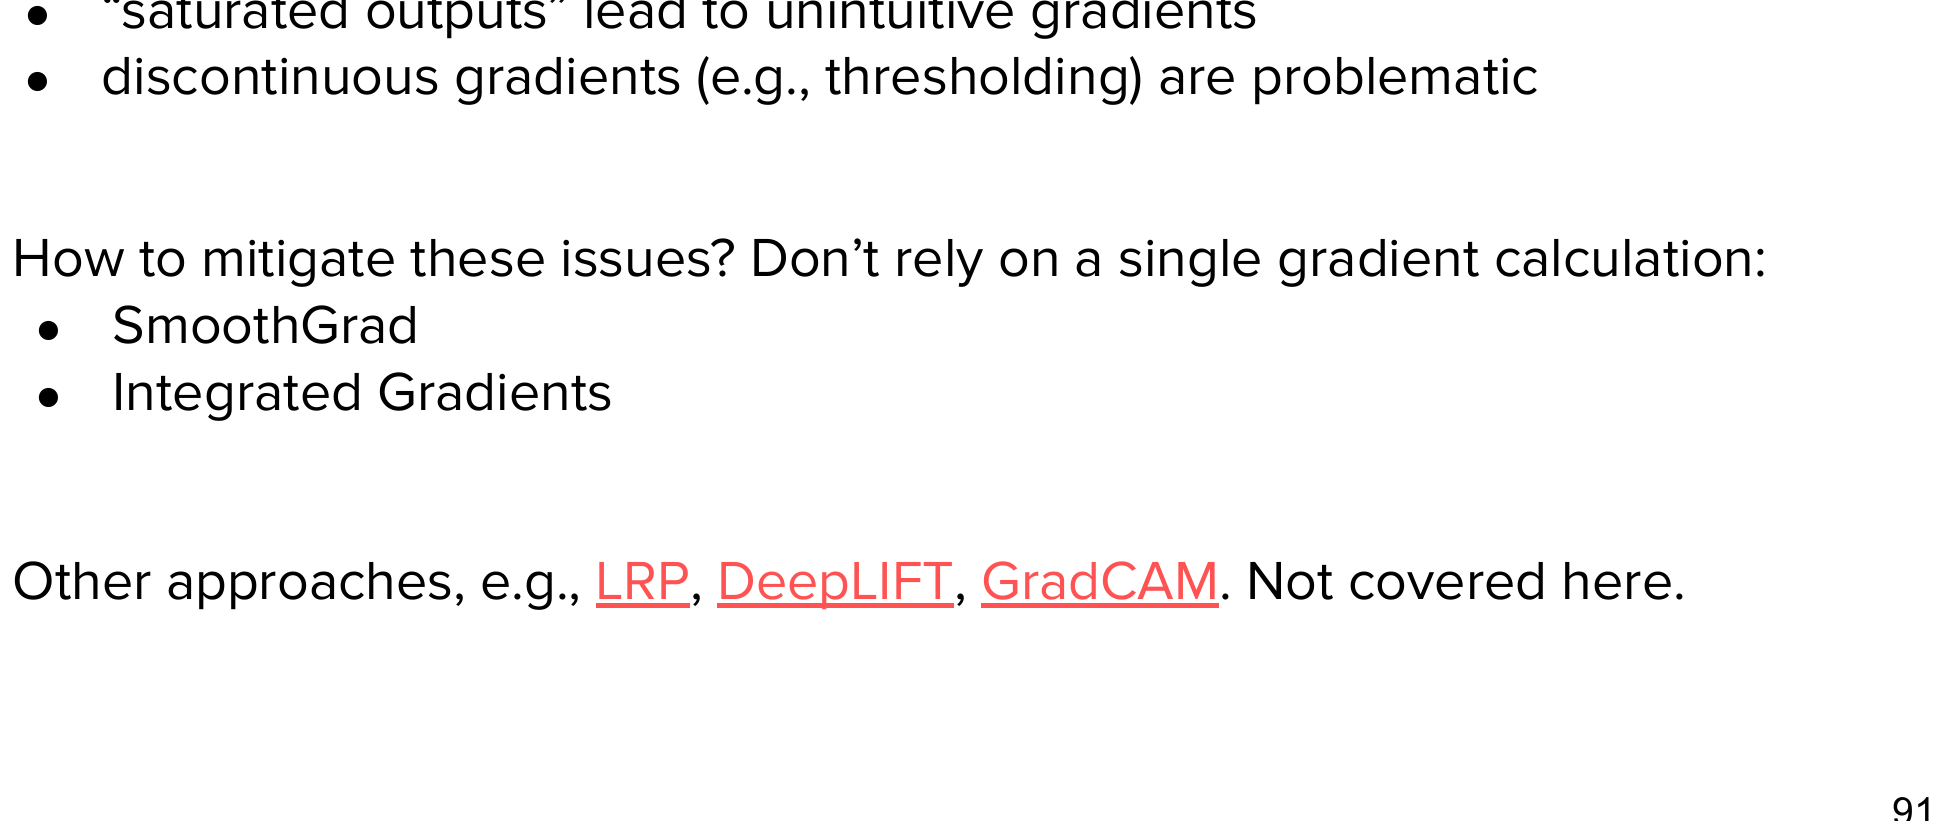 ● “saturated outputs” lead to unintuitive gradients
● discontinuous gradients (e.g., thresholding) are problematic
How to mitigate these issues? Don’t rely on a single gradient calculation:
● SmoothGrad
● Integrated Gradients
Other approaches, e.g., LRP, DeepLIFT, GradCAM. Not covered here.
91